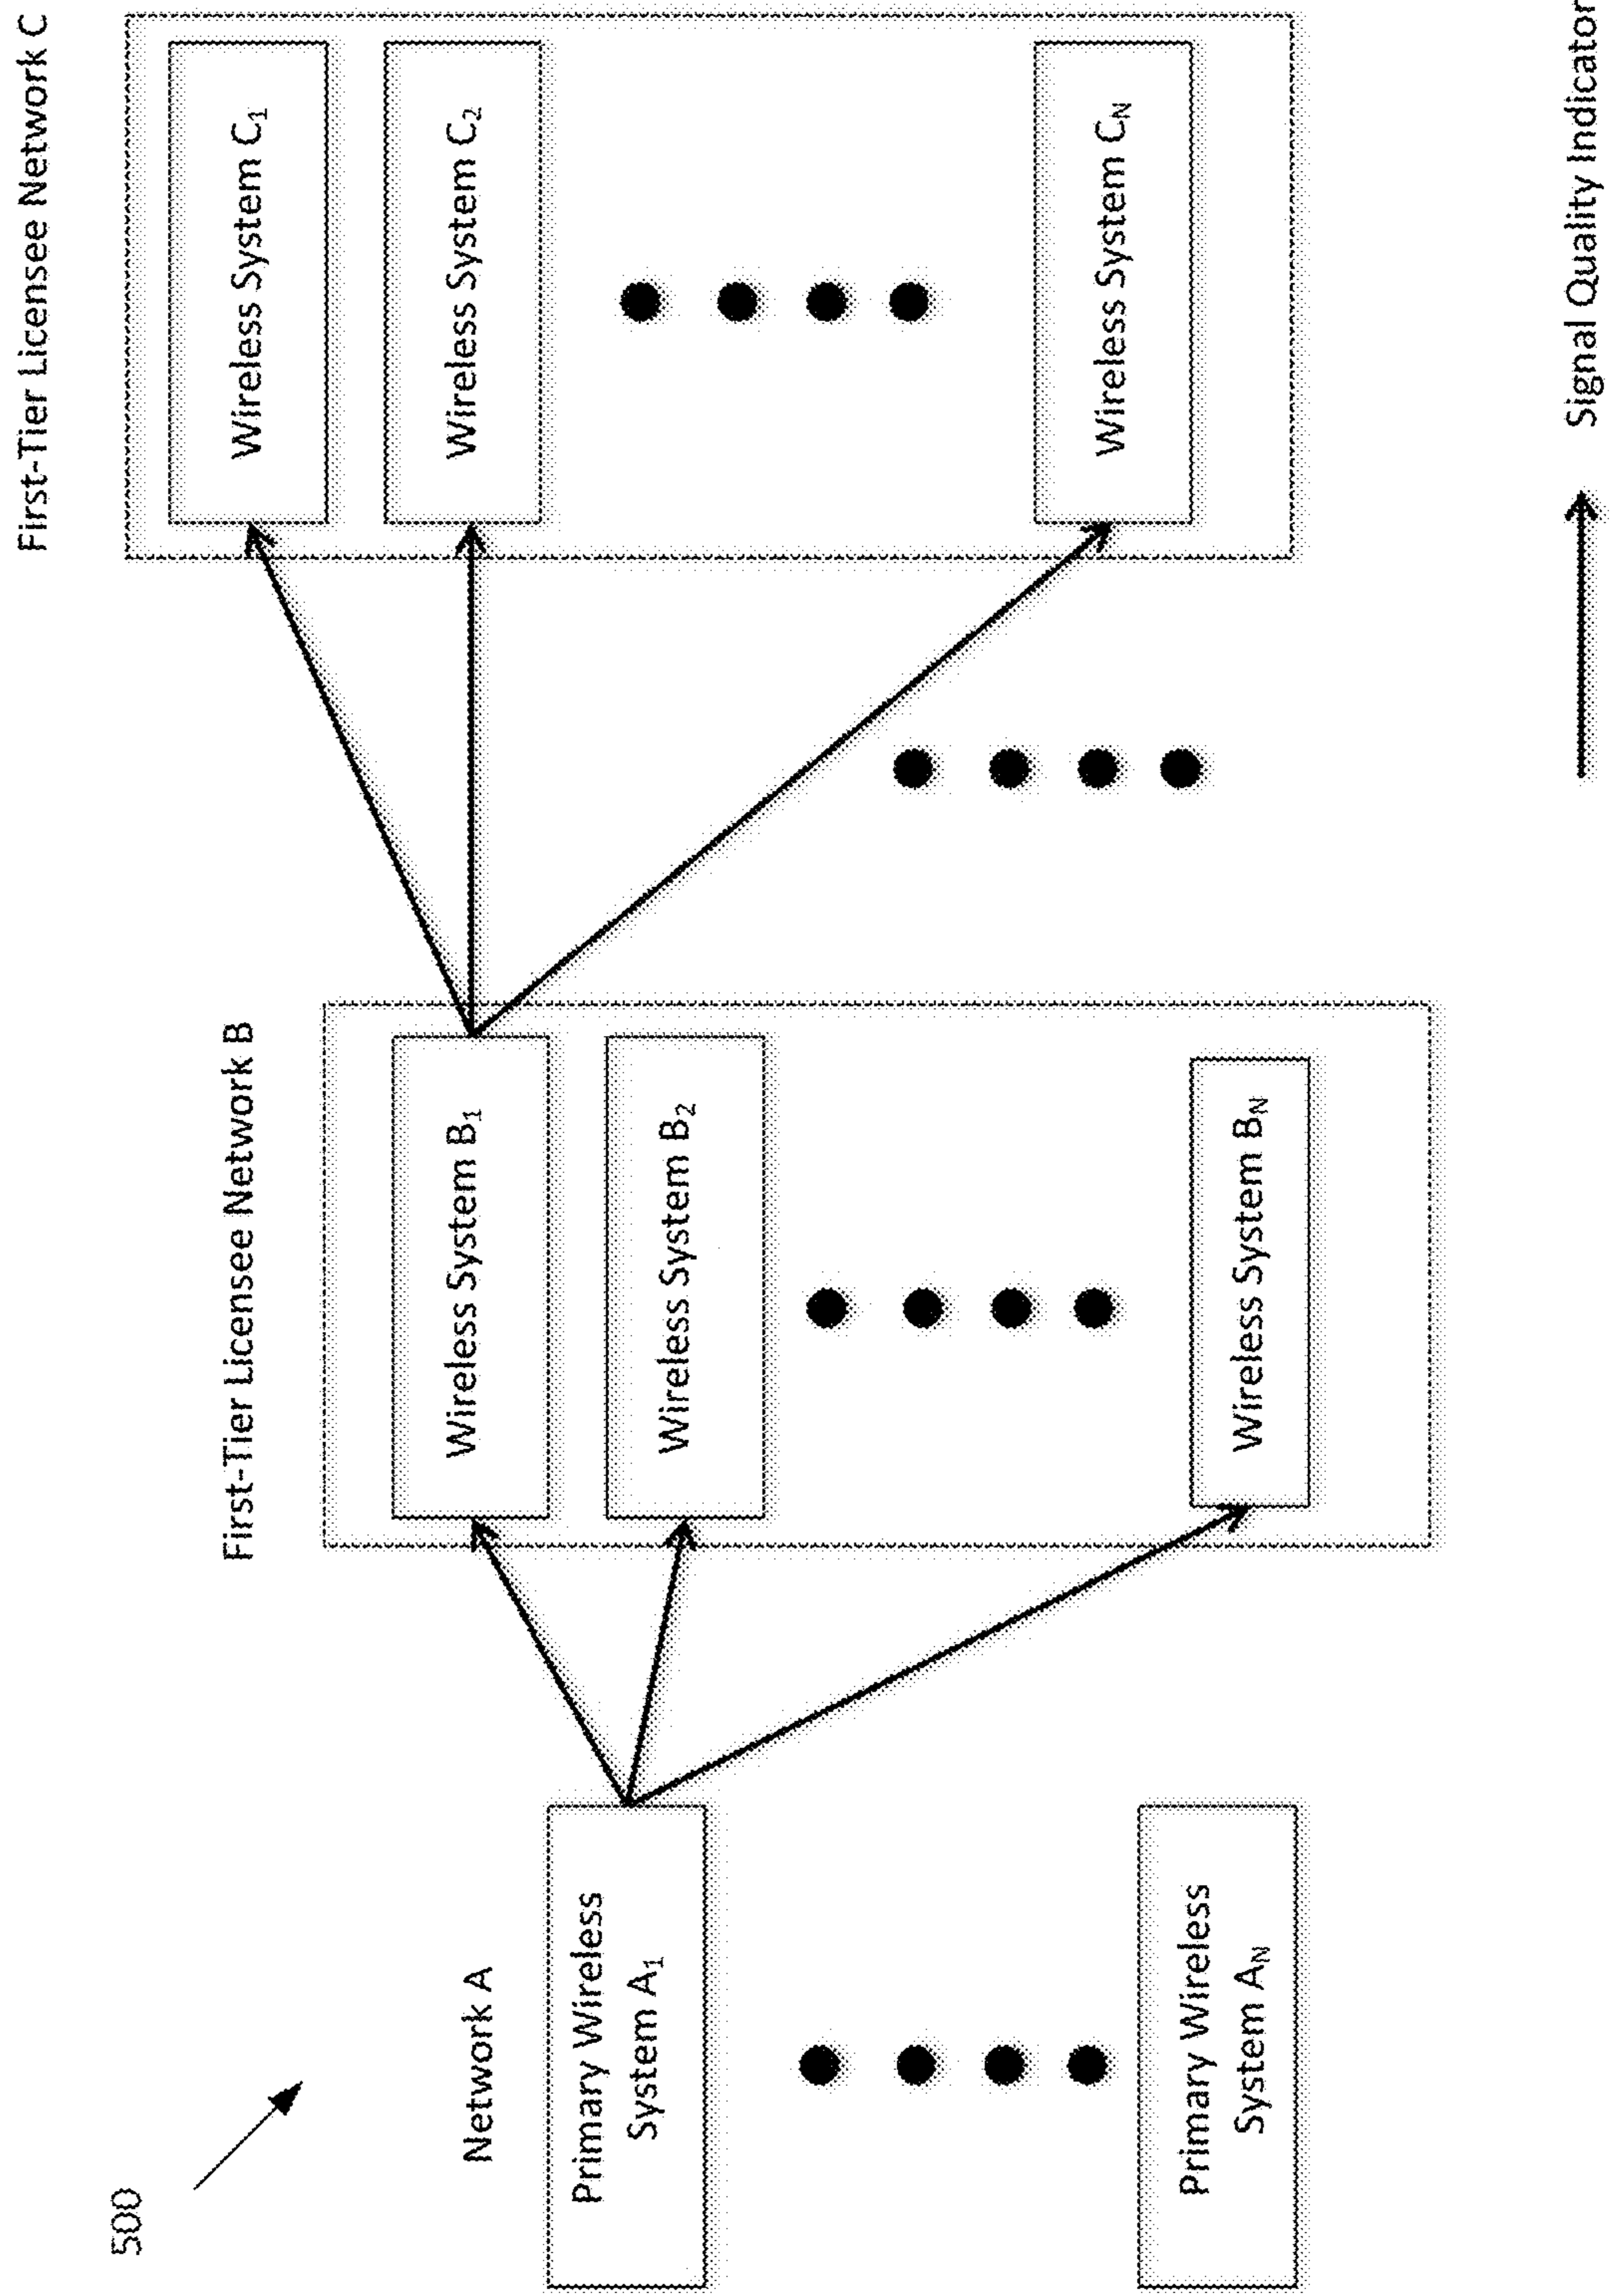 500
Network A
Primary Wireless
System A₁
Primary Wireless
System Aₙ
First-Tier Licensee Network B
Wireless System B₁
Wireless System B₂
Wireless System Bₙ
First-Tier Licensee Network C
Wireless System C₁
Wireless System C₂
Wireless System Cₙ
Signal Quality Indicator